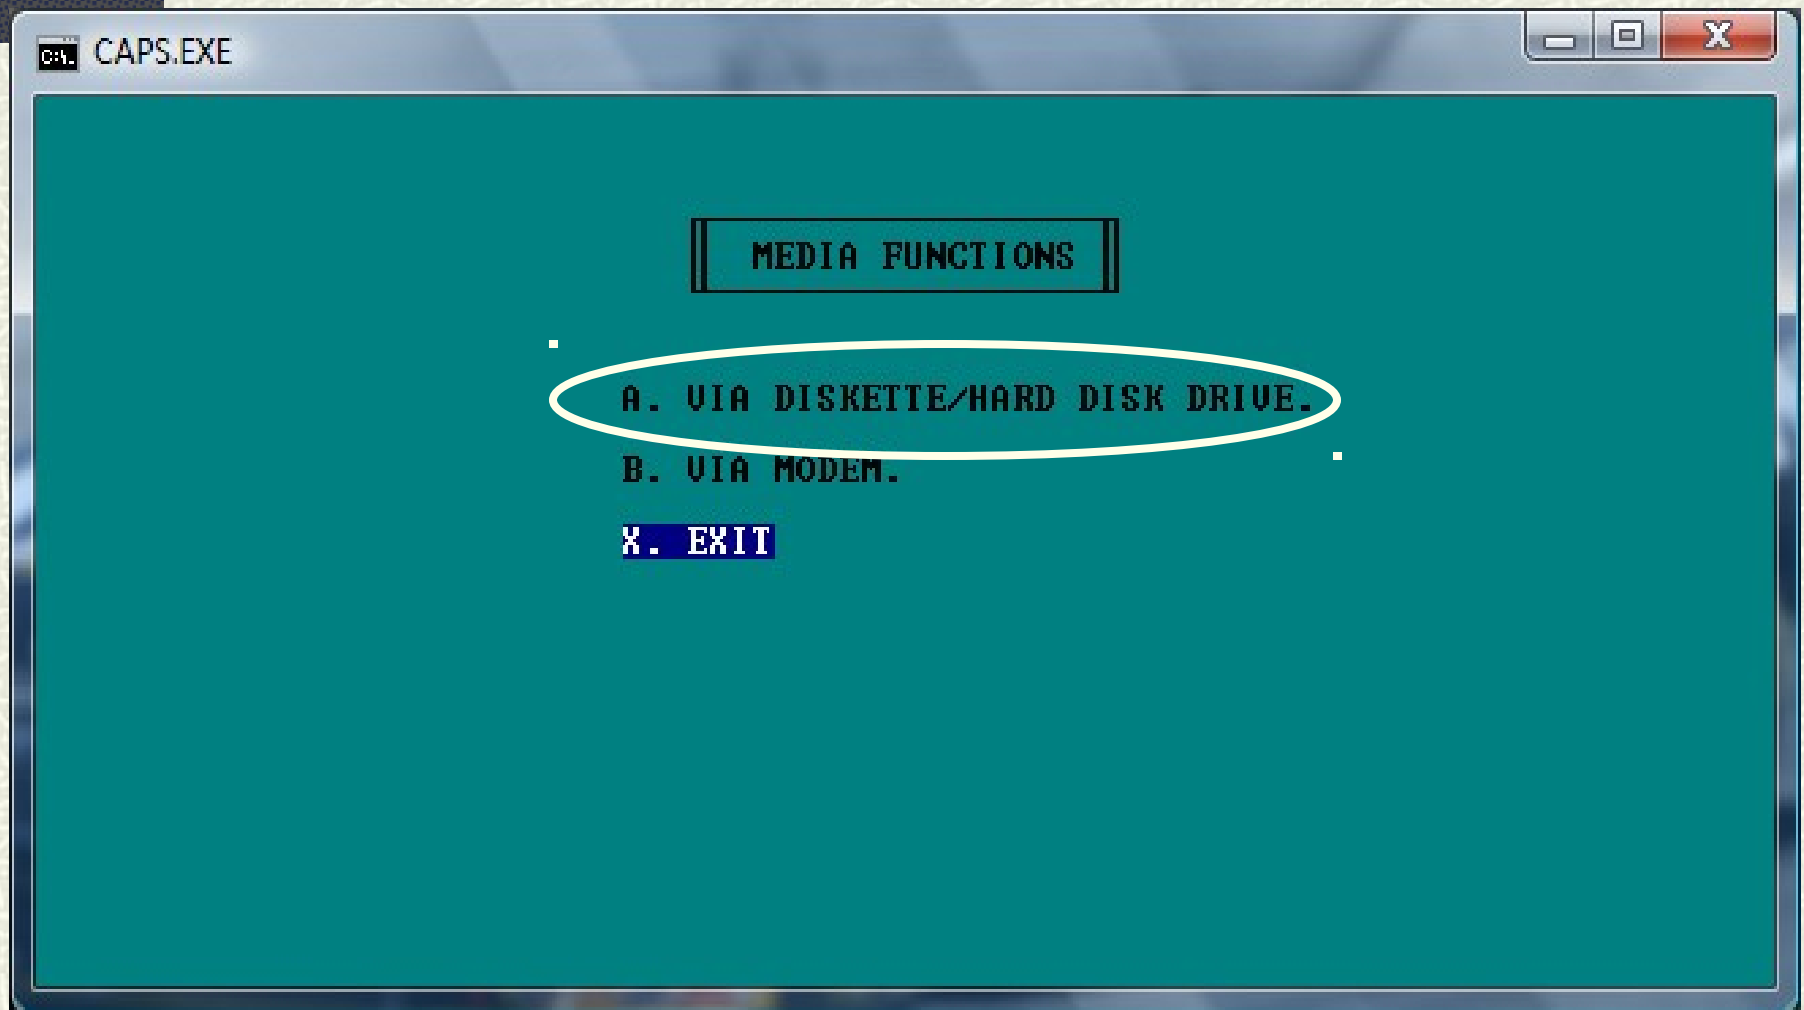 C:\.
CAPS.EXE
MEDIA FUNCTIONS
A. VIA DISKETTE/HARD DISK DRIVE.
B. VIA MODEM.
X. EXIT